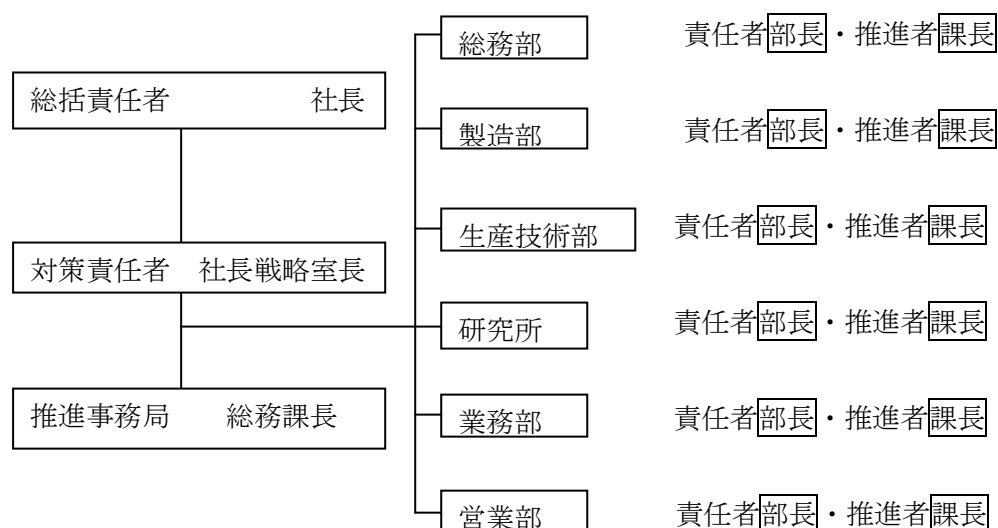 総務部 責任者部長・推進者課長
総括責任者 社長
製造部 責任者部長・推進者課長
生産技術部 責任者部長・推進者課長
対策責任者 社長戦略室長
研究所 責任者部長・推進者課長
推進事務局 総務課長
業務部 責任者部長・推進者課長
営業部 責任者部長・推進者課長